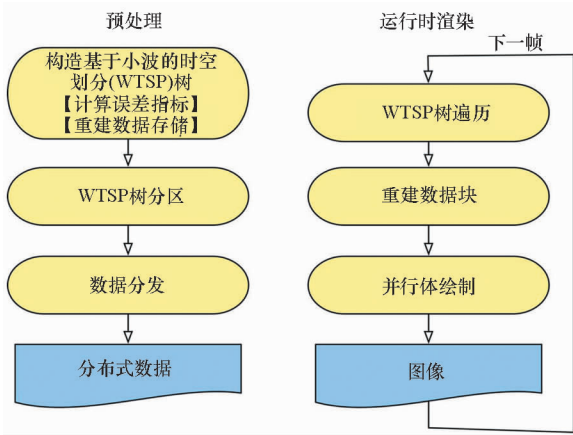 预处理
构造基于小波的时空
划分(WTSP)树
【计算误差指标】
【重建数据存储】
WTSP树分区
数据分发
分布式数据
运行时渲染
下一帧
WTSP树遍历
重建数据块
并行体绘制
图像